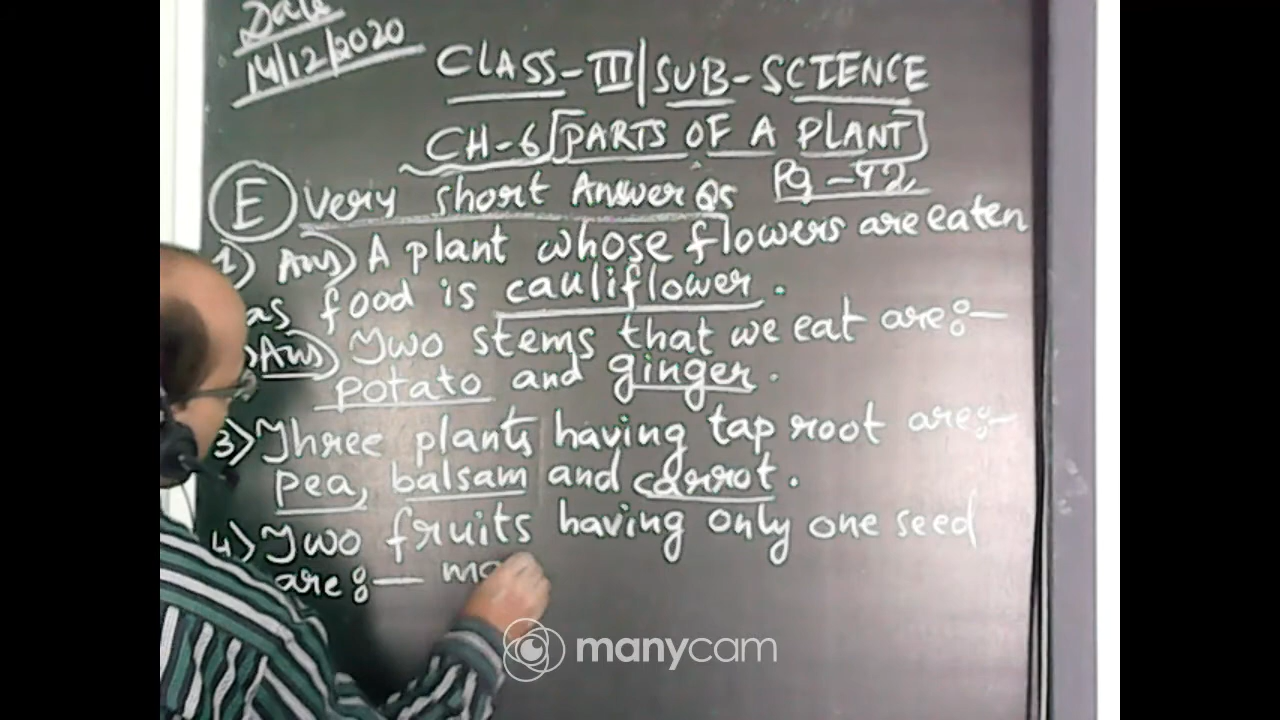 Date
14/12/2020
CLASS-III|SUB-SCIENCE
CH-6[PARTS OF A PLANT]
Pg-42
E Very short Answer Qs
1) Ans) A plant whose flowers are eaten
as food is cauliflower.
)Ans) Two stems that we eat are:-
potato and ginger.
3) Three plants having tap root are:-
pea, balsam and carrot.
4) Two fruits having only one seed
are:- ma
manycam